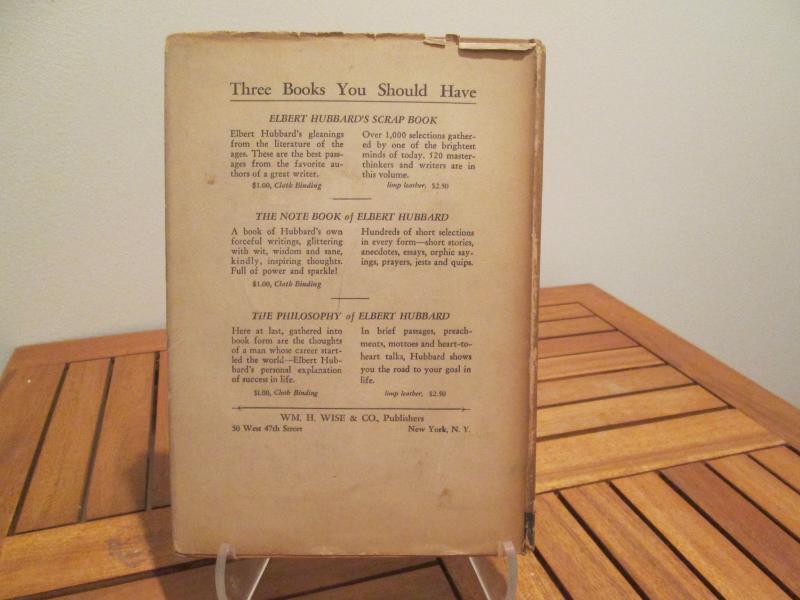 Three Books You Should Have
ELBERT HUBBARD'S SCRAP BOOK
Elbert Hubbard's gleanings
from the literature of the
ages. These are the best pas-
ages from the favorite au-
thors of a great writer.
$1.00, Cloth Binding
Over 1,000 selections gather-
ed by one of the brightest
minds of today. 520 master-
thinkers and writers are in
this volume.
limp leather, $2.50
THE NOTE BOOK of ELBERT HUBBARD
A book of Hubbard's own
forceful writings, glittering
with wit, wisdom and sane,
kindly, inspiring thoughts.
Full of power and sparkle!
$1.00, Cloth Binding
Hundreds of short selections
in every form—short stories,
anecdotes, essays, orphic say-
ings, prayers, jests and quips.
THE PHILOSOPHY of ELBERT HUBBARD
Here at last, gathered into
book form are the thoughts
of a man whose career start-
led the world—Elbert Hub-
bard's personal explanation
of success in life.
$1.00, Cloth Binding
In brief passages, preach-
ments, mottoes and heart-to-
heart talks, Hubbard shows
you the road to your goal in
life.
limp leather, $2.50
WM. H. WISE & CO., Publishers
50 West 47th Street New York, N. Y.